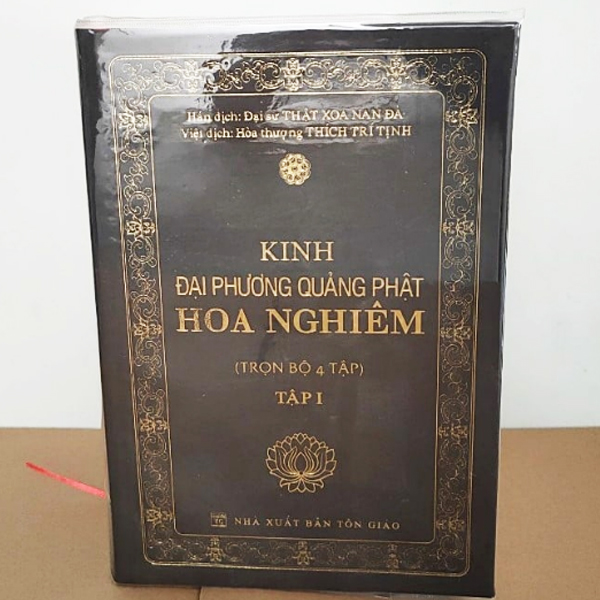 Hán dịch: Đại sư THẬT XOA NAN ĐÀ
Việt dịch: Hòa thượng THÍCH TRÍ TỊNH
KINH
ĐẠI PHƯƠNG QUẢNG PHẬT
HOA NGHIÊM
(TRỌN BỘ 4 TẬP)
TẬP I
NHÀ XUẤT BẢN TÔN GIÁO